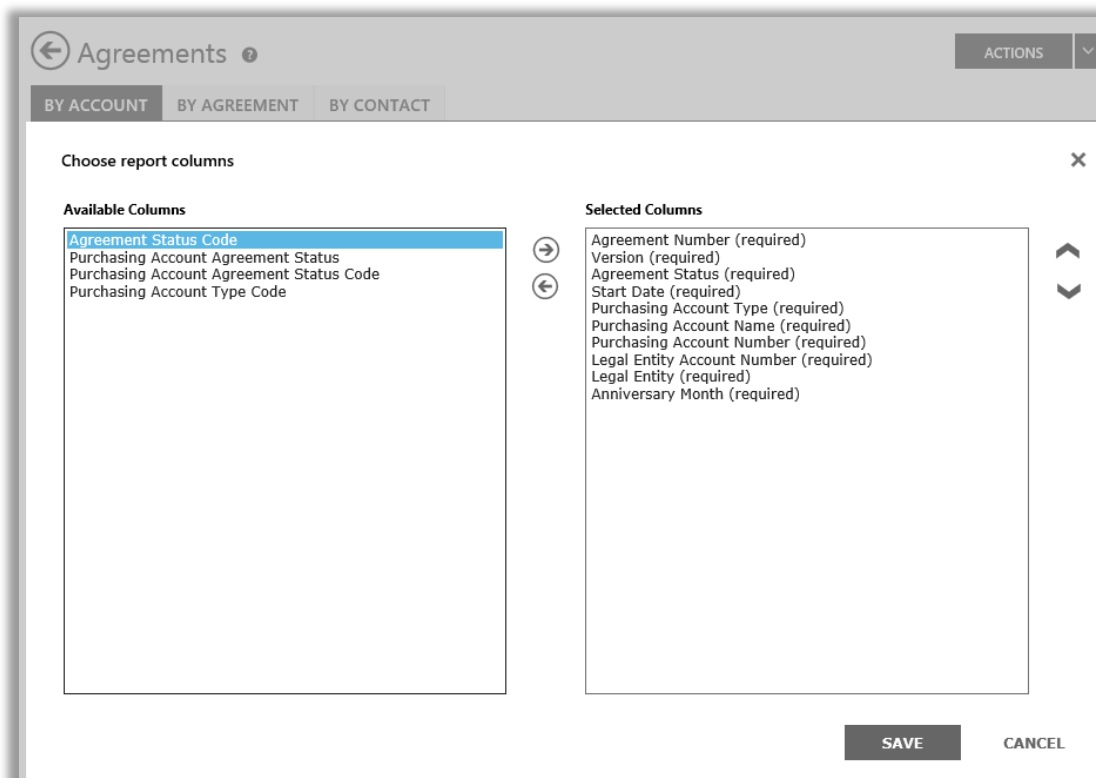 Agreements
ACTIONS
BY ACCOUNT BY AGREEMENT BY CONTACT
Choose report columns
Available Columns
Agreement Status Code
Purchasing Account Agreement Status
Purchasing Account Agreement Status Code
Purchasing Account Type Code
Selected Columns
Agreement Number (required)
Version (required)
Agreement Status (required)
Start Date (required)
Purchasing Account Type (required)
Purchasing Account Name (required)
Purchasing Account Number (required)
Legal Entity Account Number (required)
Legal Entity (required)
Anniversary Month (required)
SAVE CANCEL